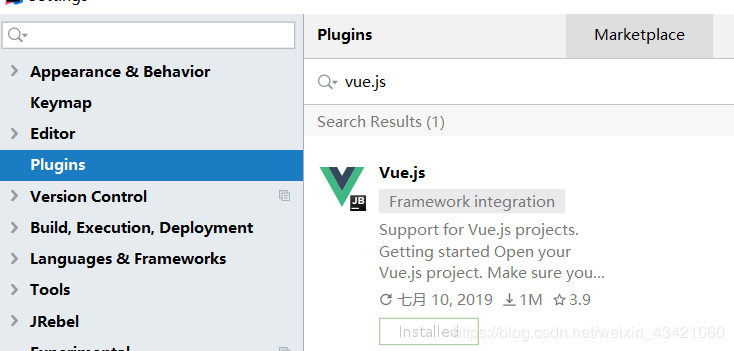 Settings
Plugins
Marketplace
vue.js
Appearance & Behavior
Keymap
Editor
Plugins
Version Control
Build, Execution, Deployment
Languages & Frameworks
Tools
JRebel
Experimental
Search Results (1)
Vue.js
JB
Framework integration
Support for Vue.js projects.
Getting started Open your
Vue.js project. Make sure you...
七月 10, 2019 1M 3.9
Installed
https://blog.csdn.net/weixin_43421060